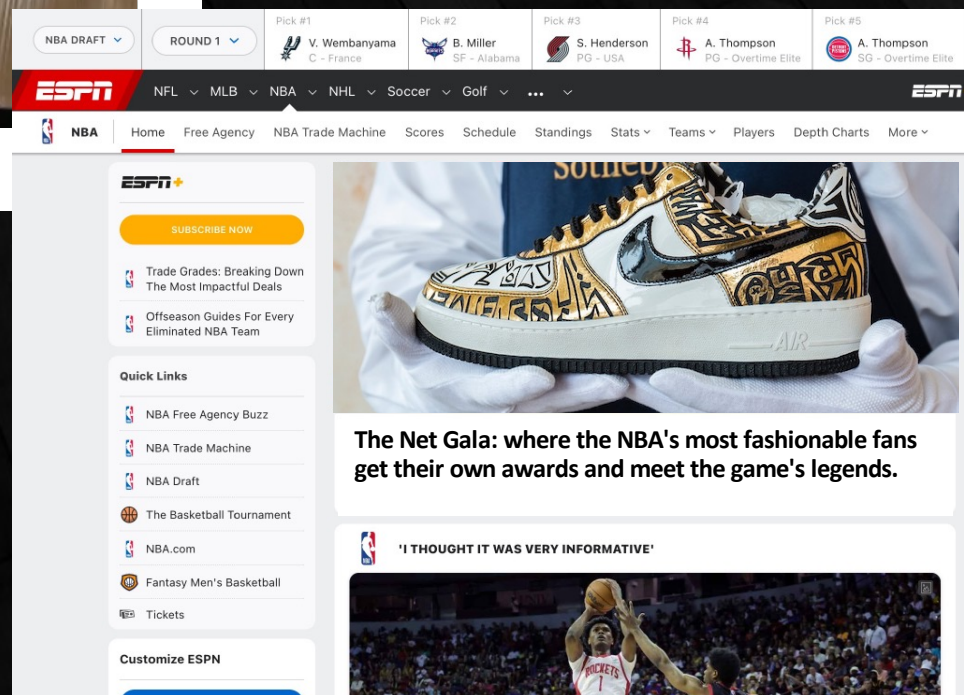 NBA DRAFT
ROUND 1
Pick #1
V. Wembanyama
C - France
Pick #2
B. Miller
SF - Alabama
Pick #3
S. Henderson
PG - USA
Pick #4
A. Thompson
PG - Overtime Elite
Pick #5
A. Thompson
SG - Overtime Elite
ESPN
NFL MLB NBA NHL Soccer Golf ...
ESPN
NBA Home Free Agency NBA Trade Machine Scores Schedule Standings Stats Teams Players Depth Charts More
ESPN+
SUBSCRIBE NOW
Trade Grades: Breaking Down
The Most Impactful Deals
Offseason Guides For Every
Eliminated NBA Team
Quick Links
NBA Free Agency Buzz
NBA Trade Machine
NBA Draft
The Basketball Tournament
NBA.com
Fantasy Men's Basketball
Tickets
Customize ESPN
AIR
The Net Gala: where the NBA's most fashionable fans
get their own awards and meet the game's legends.
'I THOUGHT IT WAS VERY INFORMATIVE'
ROCKETS
1